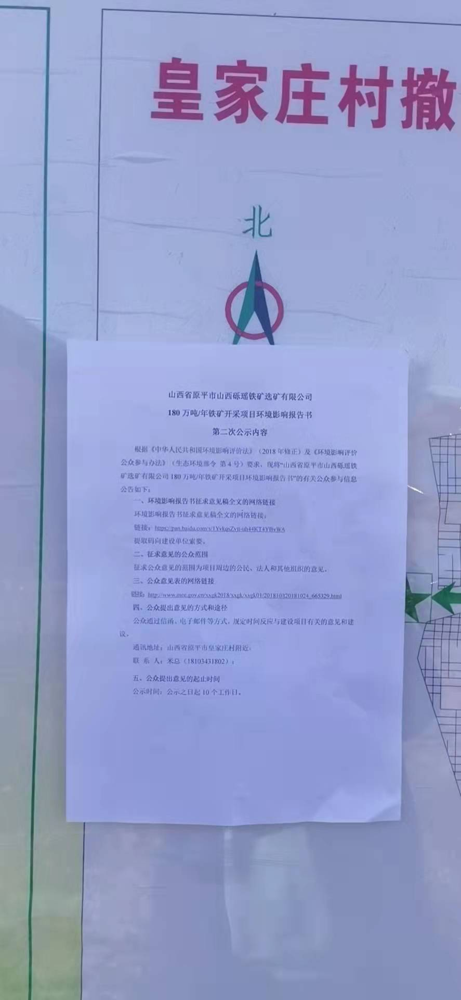 皇家庄村撤
北
山西省原平市山西砾瑶铁矿选矿有限公司
180 万吨/年铁矿开采项目环境影响报告书
第二次公示内容
根据《中华人民共和国环境影响评价法》（2018 年修正）及《环境影响评价
公众参与办法》（生态环境部令 第 4 号）要求，现将“山西省原平市山西砾瑶铁
矿选矿有限公司 180 万吨/年铁矿开采项目环境影响报告书”的有关公众参与信息
公告如下：
一、环境影响报告书征求意见稿全文的网络链接
环境影响报告书征求意见稿全文的网络链接：
链接：
提取码向建设单位索要。
二、征求意见的公众范围
征求公众意见的范围为项目周边的公民、法人和其他组织的意见。
三、公众意见表的网络链接
链接：http://www.mee.gov.cn/xxgk2018/xxgk/xxgk01/201810/t20181024_665329.html
四、公众提出意见的方式和途径
公众通过信函、电子邮件等方式，规定时间反应与建设项目有关的意见和建
议。
通讯地址：山西省原平市皇家庄村附近；
联 系 人：米总（18103431802）；
五、公众提出意见的起止时间
公示时间：公示之日起 10 个工作日。